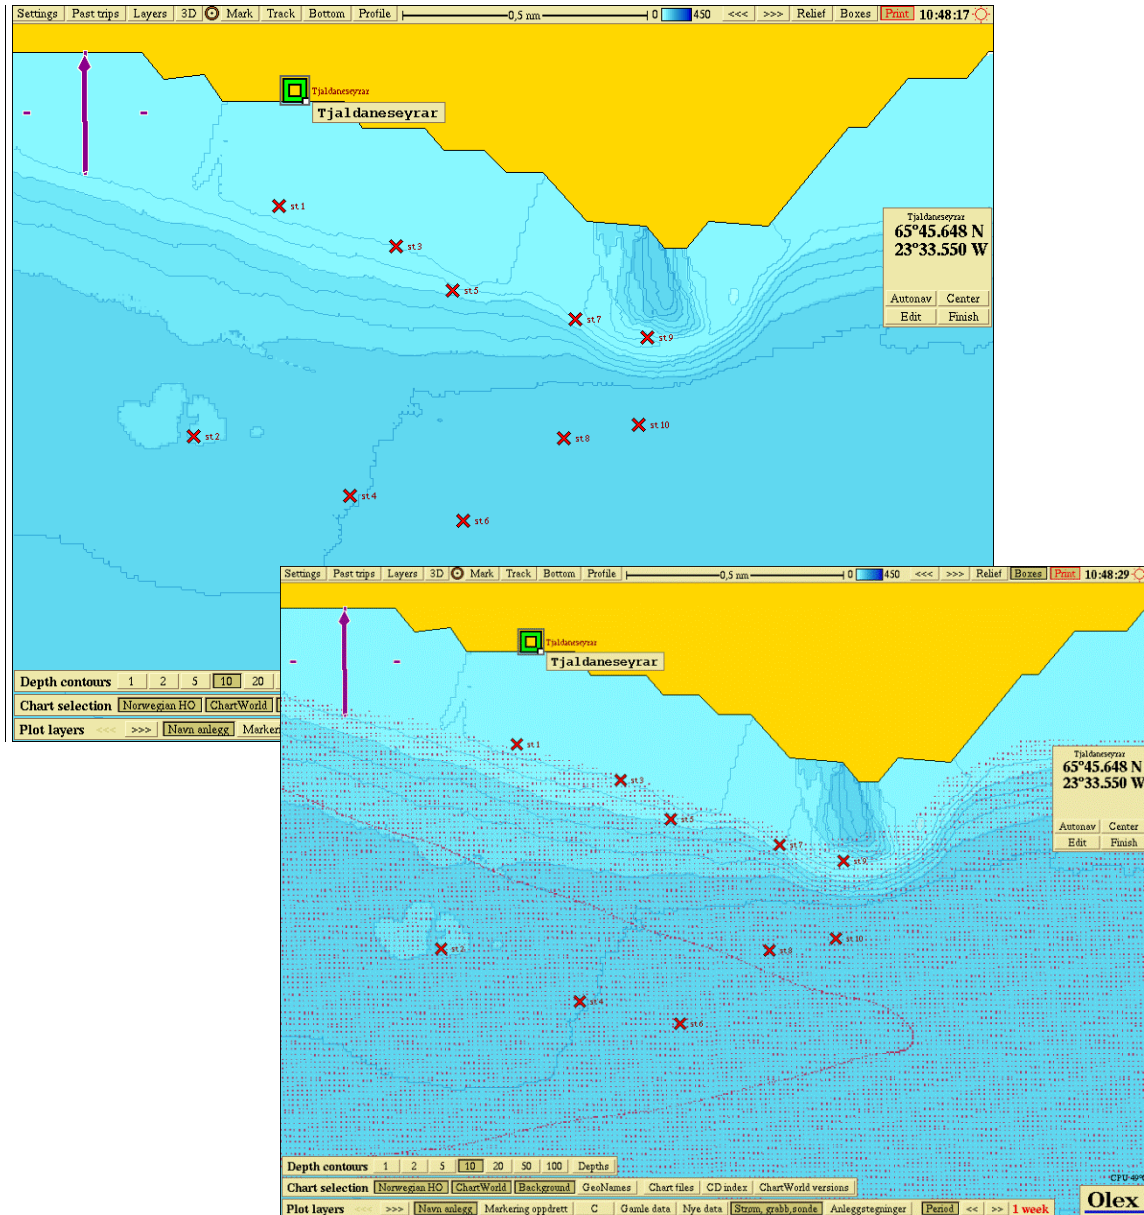 Settings Past trips Layers 3D Mark Track Bottom Profile 0,5 nm 0 450 <<< >>> Relief Boxes Print 10:48:17
Tjaldaneseyrar
Tjaldaneseyrar
st 1
st 3
st 5
st 7
st 9
st 2
st 8
st 10
st 4
st 6
Tjaldaneseyrar
65°45.648 N
23°33.550 W
Autonav Center
Edit Finish
Depth contours 1 2 5 10 20
Chart selection Norwegian HO ChartWorld
Plot layers <<< >>> Navn anlegg Marker
Settings Past trips Layers 3D Mark Track Bottom Profile 0,5 nm 0 450 <<< >>> Relief Boxes Print 10:48:29
Tjaldaneseyrar
Tjaldaneseyrar
st 1
st 3
st 5
st 7
st 9
st 2
st 8
st 10
st 4
st 6
Tjaldaneseyrar
65°45.648 N
23°33.550 W
Autonav Center
Edit Finish
Depth contours 1 2 5 10 20 50 100 Depths
Chart selection Norwegian HO ChartWorld Background GeoNames Chart files CD index ChartWorld versions
Plot layers <<< >>> Navn anlegg Markering oppdrett C Gamle data Nye data Strøm, grabb,sonde Anleggstegninger Period << >> 1 week
Olex